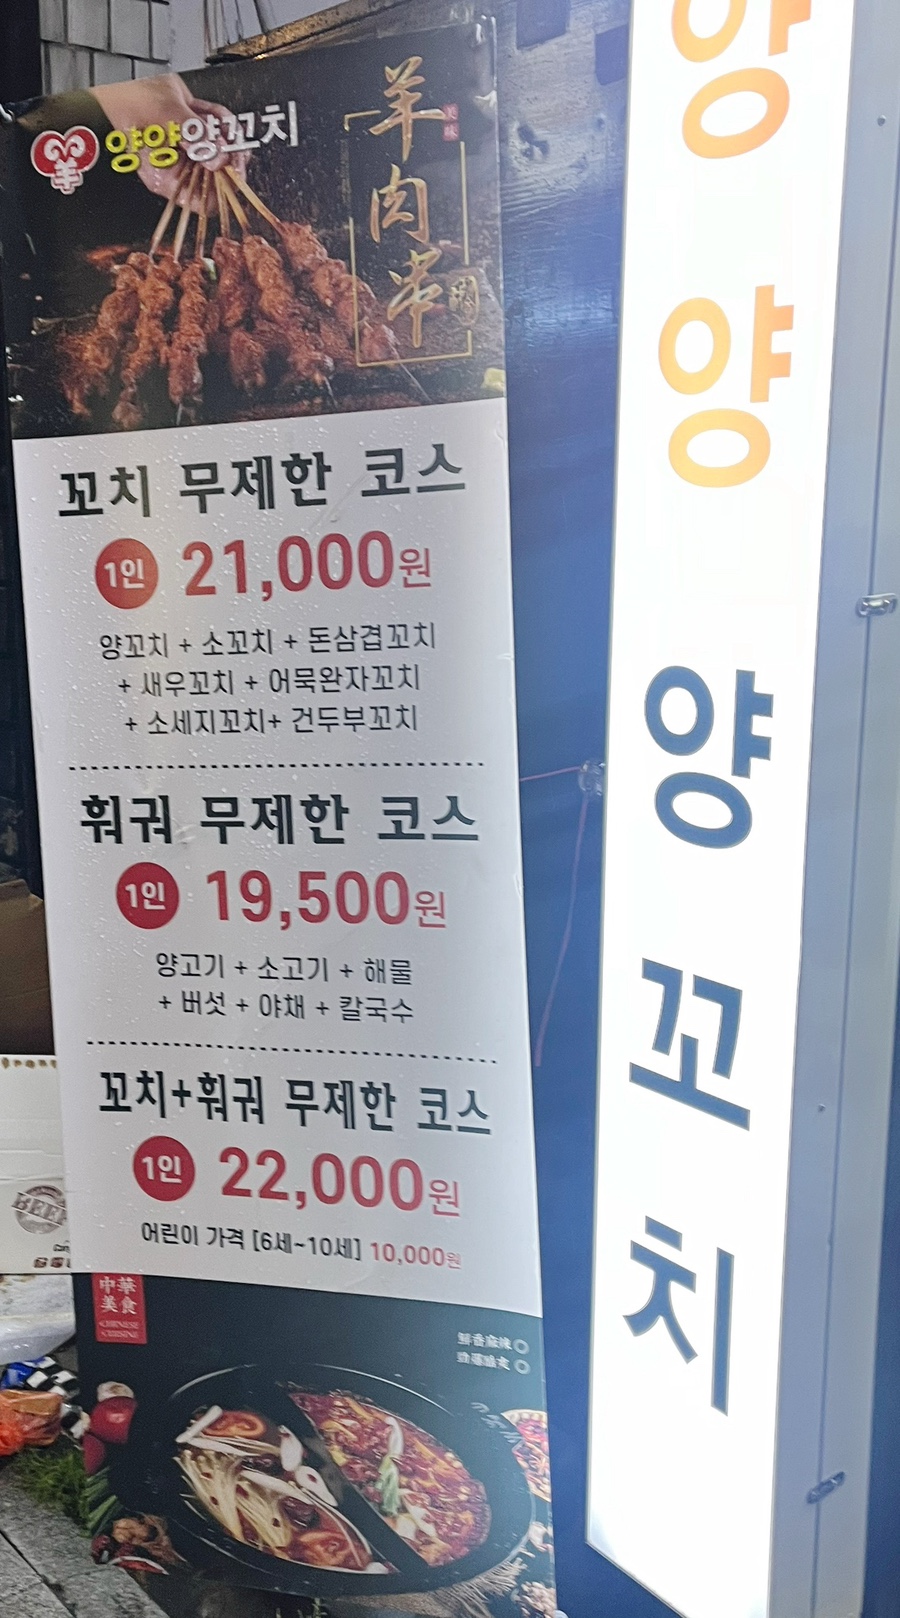 양양양꼬치
羊肉串
美味
꼬치 무제한 코스
1인 21,000원
양꼬치 + 소꼬치 + 돈삼겹꼬치
+ 새우꼬치 + 어묵완자꼬치
+ 소세지꼬치+ 건두부꼬치
훠궈 무제한 코스
1인 19,500원
양고기 + 소고기 + 해물
+ 버섯 + 야채 + 칼국수
꼬치+훠궈 무제한 코스
1인 22,000원
어린이 가격 [6세~10세] 10,000원
中華
美食
CHINESE
CUISINE
BEEF
양
양
양
꼬
치